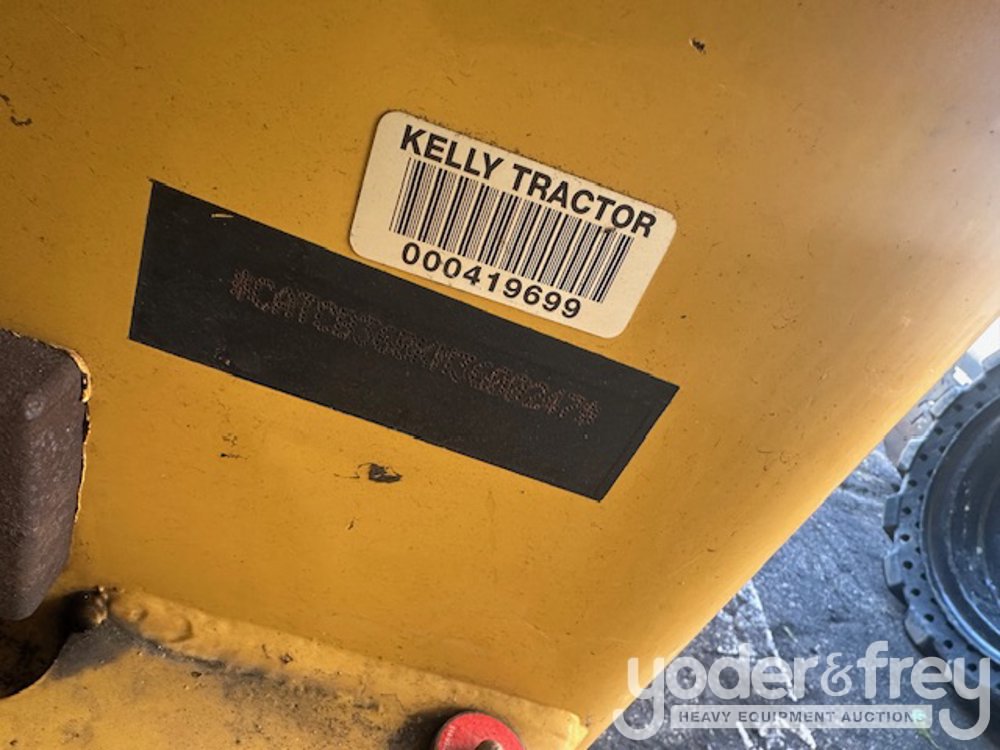 KELLY TRACTOR
000419699
yoder&frey
HEAVY EQUIPMENT AUCTIONS